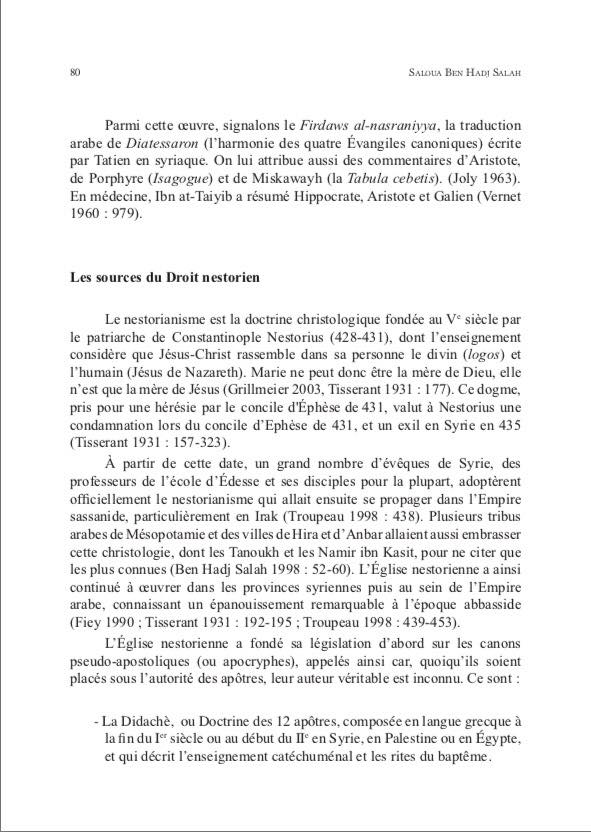 80
SALOUA BEN HADJ SALAH
Parmi cette œuvre, signalons le Firdaws al-nasraniyya, la traduction
arabe de Diatessaron (l'harmonie des quatre Évangiles canoniques) écrite
par Tatien en syriaque. On lui attribue aussi des commentaires d'Aristote,
de Porphyre (Isagogue) et de Miskawayh (la Tabula cebetis). (Joly 1963).
En médecine, Ibn at-Taiyib a résumé Hippocrate, Aristote et Galien (Vernet
1960 : 979).
Les sources du Droit nestorien
Le nestorianisme est la doctrine christologique fondée au Ve siècle par
le patriarche de Constantinople Nestorius (428-431), dont l'enseignement
considère que Jésus-Christ rassemble dans sa personne le divin (logos) et
l'humain (Jésus de Nazareth). Marie ne peut donc être la mère de Dieu, elle
n'est que la mère de Jésus (Grillmeier 2003, Tisserant 1931 : 177). Ce dogme,
pris pour une hérésie par le concile d'Éphèse de 431, valut à Nestorius une
condamnation lors du concile d'Ephèse de 431, et un exil en Syrie en 435
(Tisserant 1931 : 157-323).
À partir de cette date, un grand nombre d'évêques de Syrie, des
professeurs de l'école d'Édesse et ses disciples pour la plupart, adoptèrent
officiellement le nestorianisme qui allait ensuite se propager dans l'Empire
sassanide, particulièrement en Irak (Troupeau 1998 : 438). Plusieurs tribus
arabes de Mésopotamie et des villes de Hira et d'Anbar allaient aussi embrasser
cette christologie, dont les Tanoukh et les Namir ibn Kasit, pour ne citer que
les plus connues (Ben Hadj Salah 1998 : 52-60). L'Église nestorienne a ainsi
continué à œuvrer dans les provinces syriennes puis au sein de l'Empire
arabe, connaissant un épanouissement remarquable à l'époque abbasside
(Fiey 1990 ; Tisserant 1931 : 192-195 ; Troupeau 1998 : 439-453).
L'Église nestorienne a fondé sa législation d'abord sur les canons
pseudo-apostoliques (ou apocryphes), appelés ainsi car, quoiqu'ils soient
placés sous l'autorité des apôtres, leur auteur véritable est inconnu. Ce sont :
- La Didachè, ou Doctrine des 12 apôtres, composée en langue grecque à
la fin du Ier siècle ou au début du IIe en Syrie, en Palestine ou en Égypte,
et qui décrit l'enseignement catéchuménal et les rites du baptême.